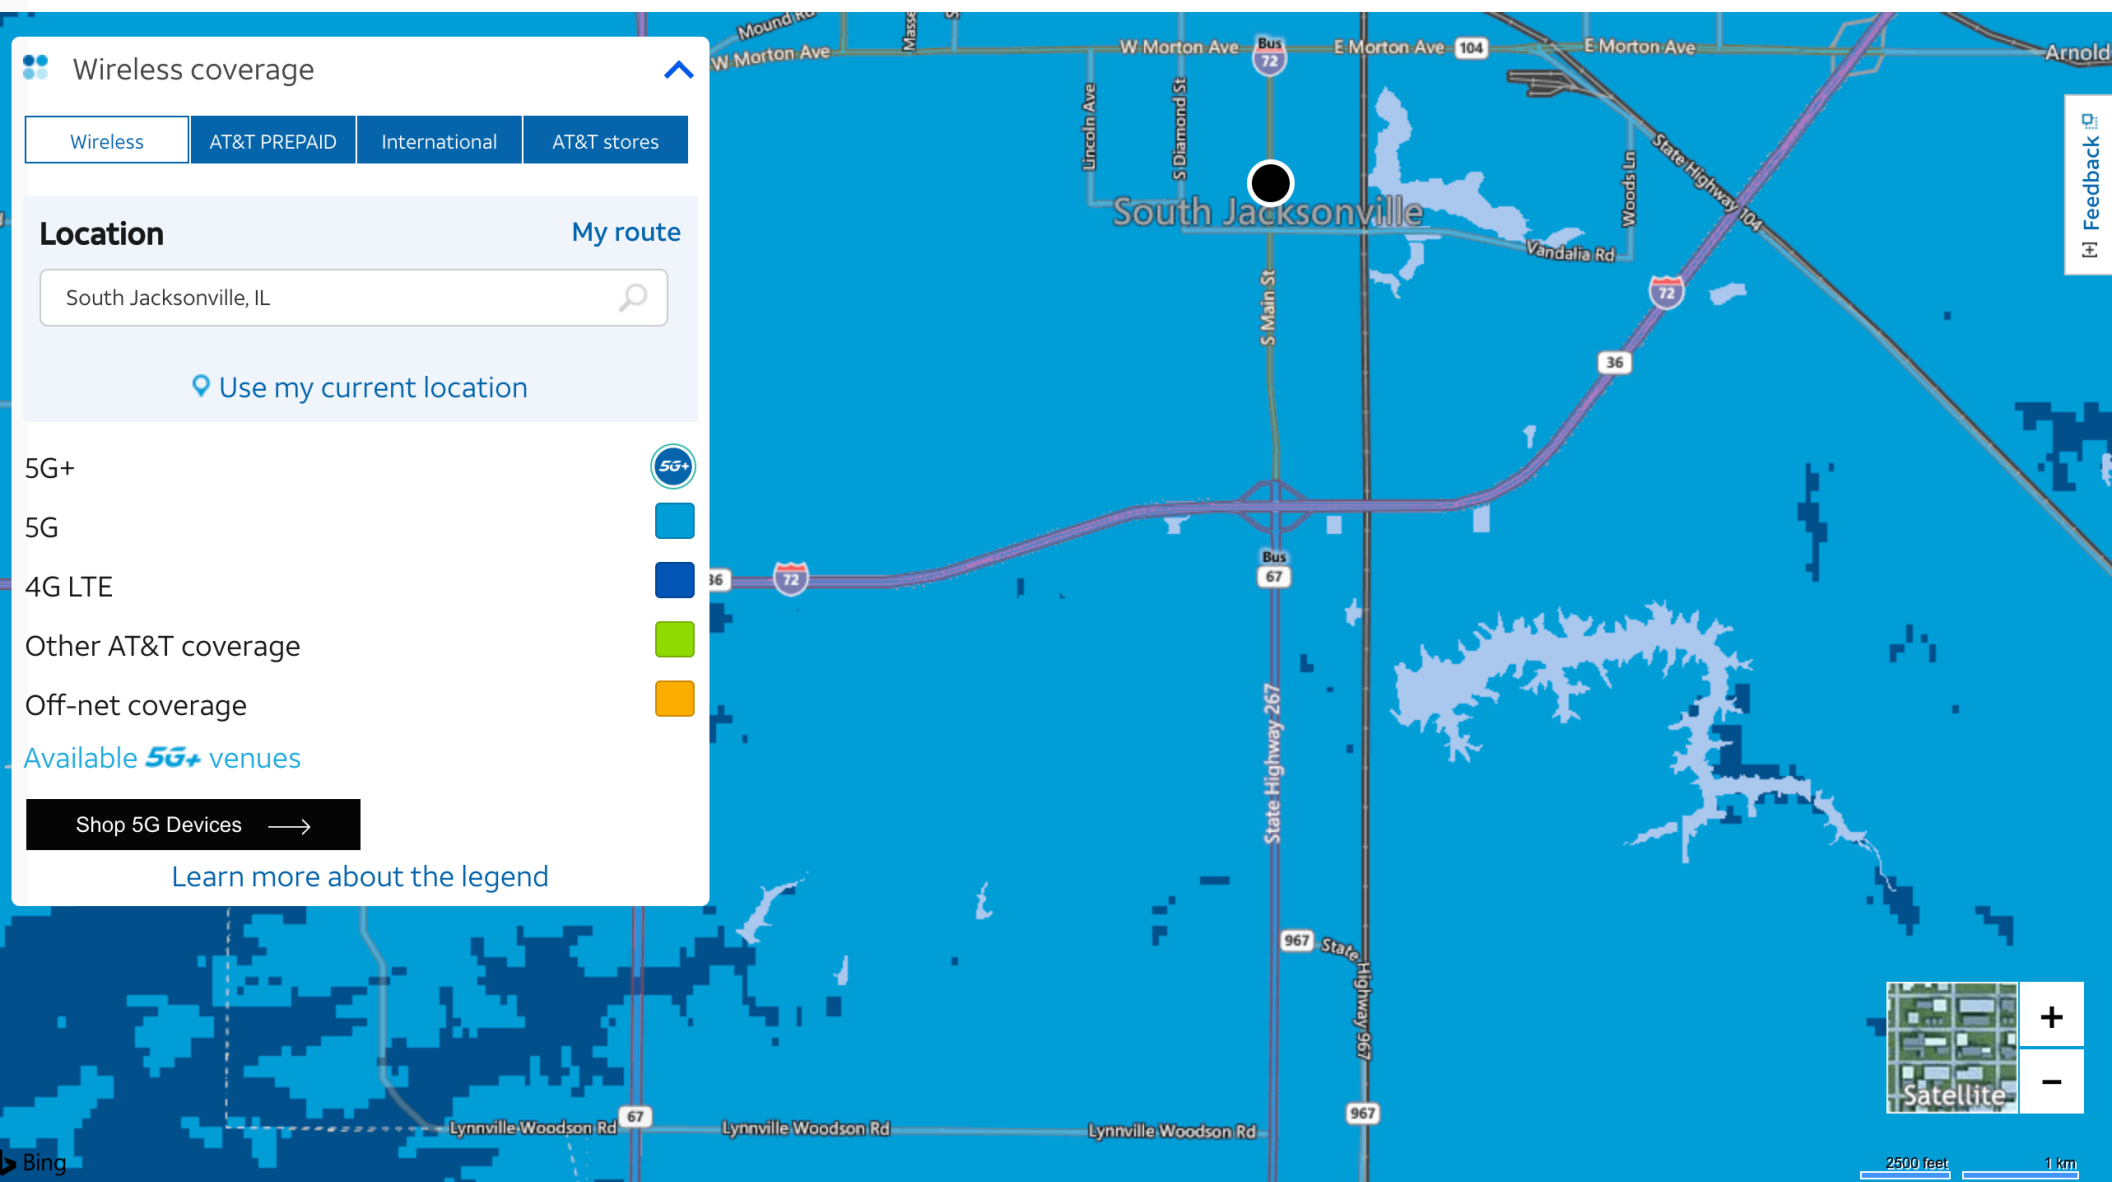 Wireless coverage
Wireless
AT&T PREPAID
International
AT&T stores
Location
My route
South Jacksonville, IL
Use my current location
5G+
5G+
5G
4G LTE
Other AT&T coverage
Off-net coverage
Available 5G+ venues
Shop 5G Devices
Learn more about the legend
Mound Rd
W Morton Ave
W Morton Ave
Bus
72
E Morton Ave
104
E Morton Ave
Arnold
Lincoln Ave
S Diamond St
South Jacksonville
Woods Ln
State Highway 104
Vandalia Rd
[+] Feedback
S Main St
72
36
36
72
Bus
67
State Highway 267
967
State Highway 967
967
67
Lynnville Woodson Rd
Lynnville Woodson Rd
Lynnville Woodson Rd
Satellite
+
−
Bing
2500 feet
1 km